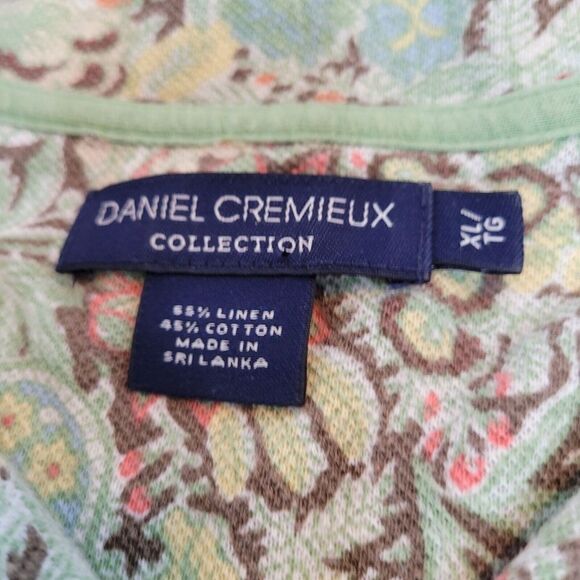 DANIEL CREMIEUX
COLLECTION
XL/
TG
55% LINEN
45% COTTON
MADE IN
SRI LANKA